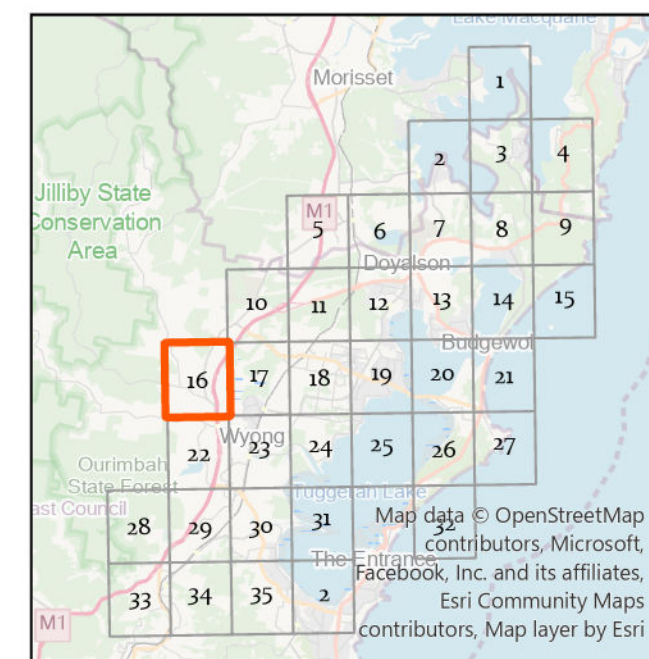 Lake Macquarie
Morisset
1
2
3
4
Jilliby State
Conservation
Area
M1
5
6
7
8
9
Doyalson
10
11
12
13
14
15
Budgewoi
16
17
18
19
20
21
Wyong
22
23
24
25
26
27
Ourimbah
State Forest
ast Council
Tuggerah Lake
28
29
30
31
32
The Entrance
Map data © OpenStreetMap
contributors, Microsoft,
Facebook, Inc. and its affiliates,
Esri Community Maps
contributors, Map layer by Esri
33
34
35
2
M1